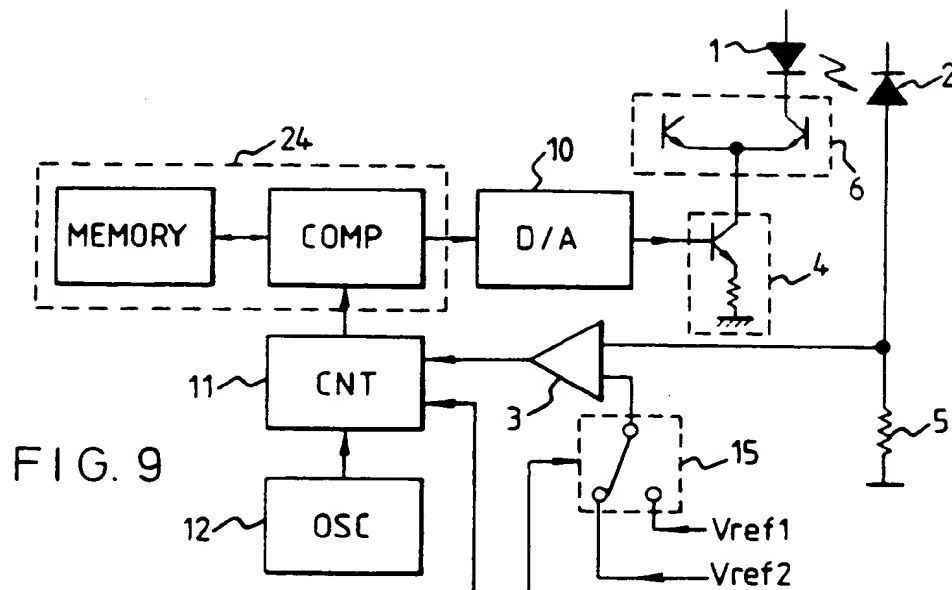 24
10
1
2
6
MEMORY
COMP
D/A
4
11
CNT
3
5
15
FIG. 9
12
OSC
Vref1
Vref2